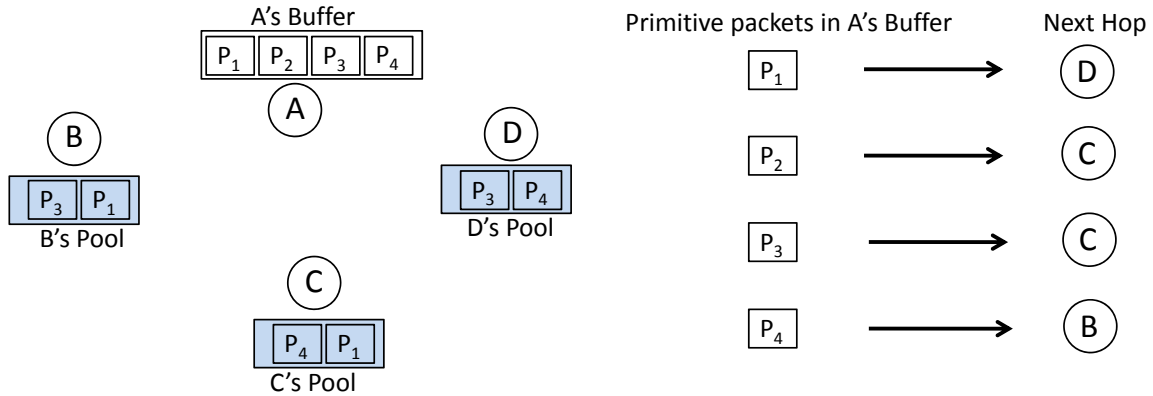 A's Buffer
P1 P2 P3 P4
A
B
P3 P1
B's Pool
D
P3 P4
D's Pool
C
P4 P1
C's Pool
Primitive packets in A's Buffer Next Hop
P1 D
P2 C
P3 C
P4 B